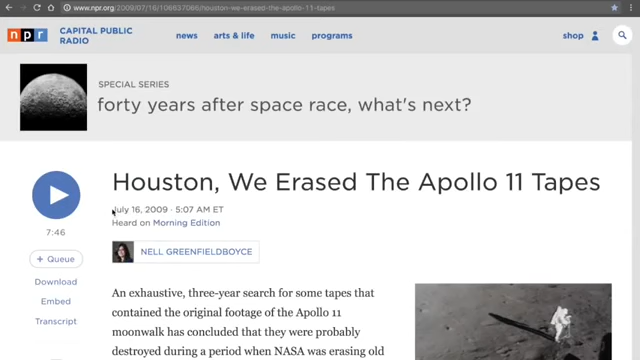 www.npr.org/2009/07/16/106637066/houston-we-erased-the-apollo-11-tapes
npr
CAPITAL PUBLIC
RADIO
news arts & life music programs
shop
SPECIAL SERIES
forty years after space race, what's next?
Houston, We Erased The Apollo 11 Tapes
July 16, 2009 · 5:07 AM ET
Heard on Morning Edition
7:46
NELL GREENFIELDBOYCE
+ Queue
Download
Embed
Transcript
An exhaustive, three-year search for some tapes that
contained the original footage of the Apollo 11
moonwalk has concluded that they were probably
destroyed during a period when NASA was erasing old